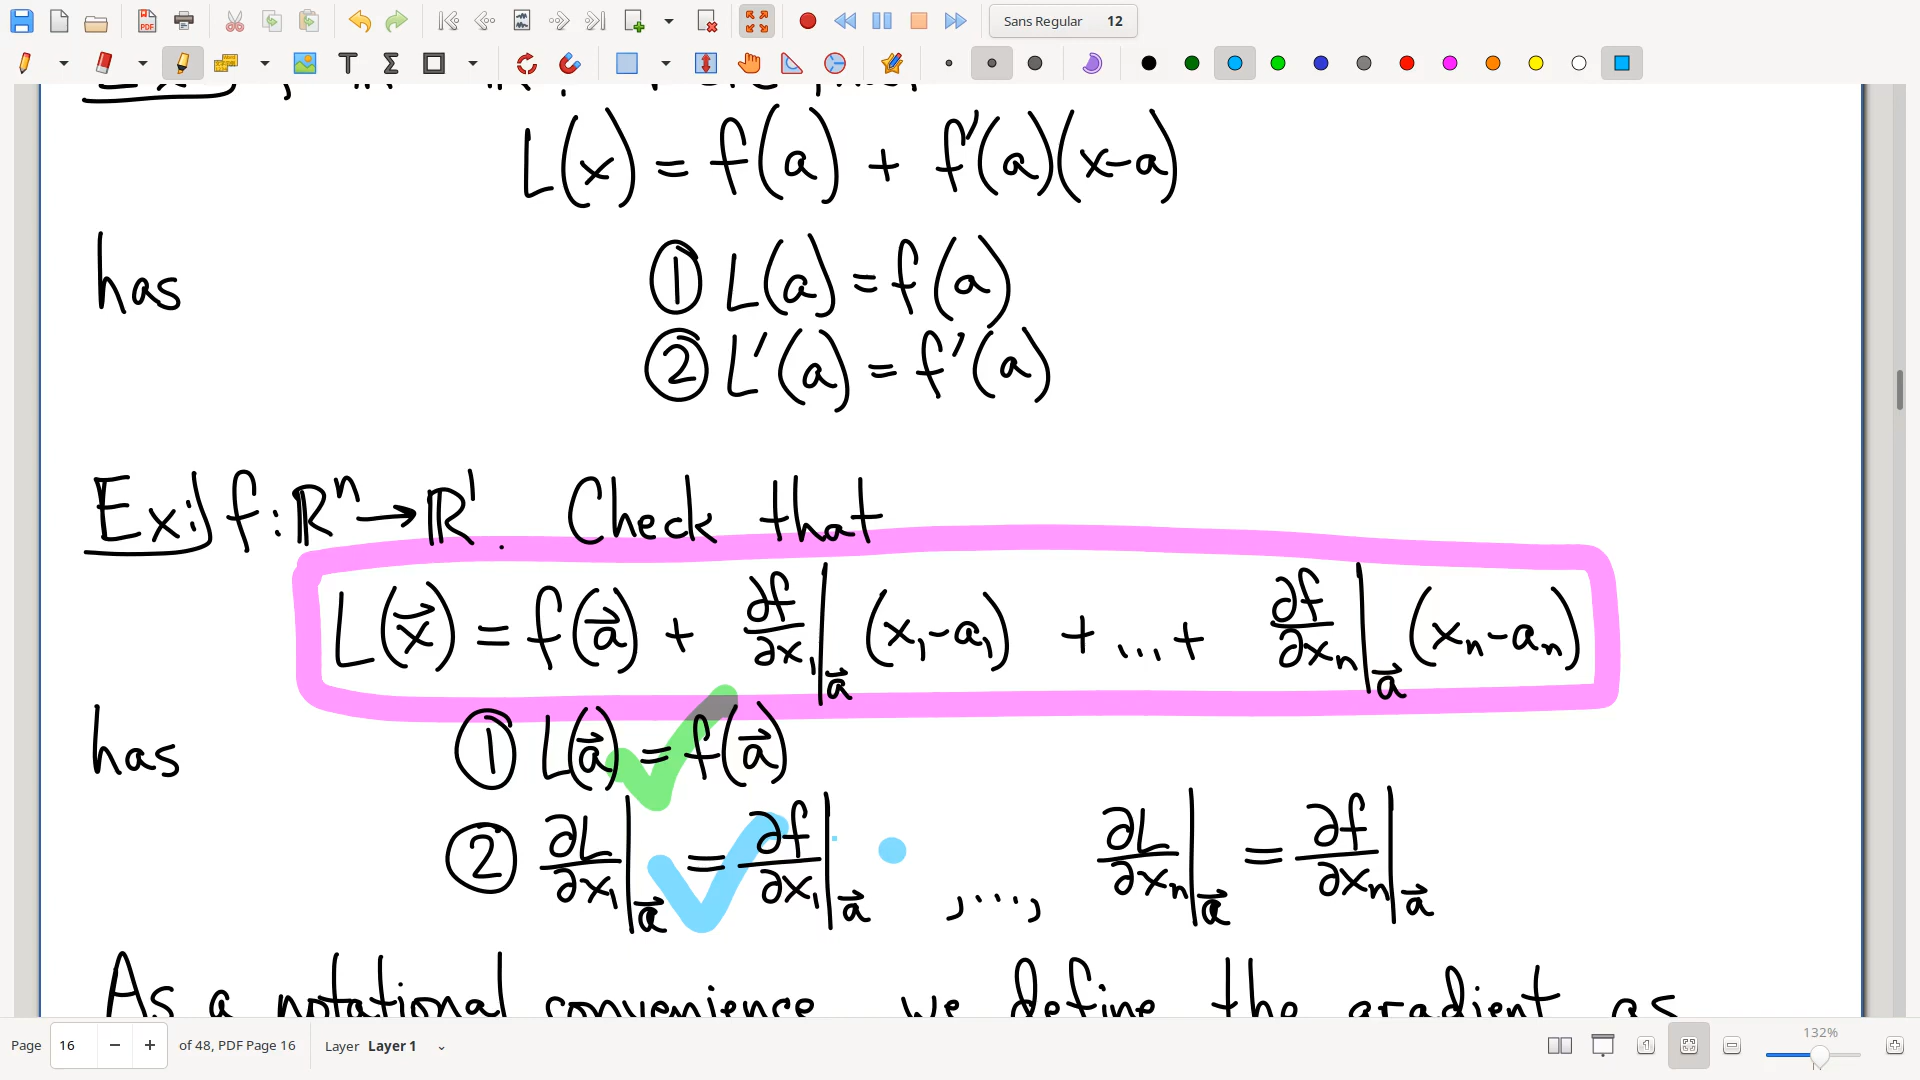 Sans Regular 12
L(x) = f(a) + f'(a)(x-a)
has ① L(a) = f(a)
② L'(a) = f'(a)
Ex: f: ℝⁿ → ℝ¹. Check that
L(x⃗) = f(a⃗) + ∂f/∂x₁|a⃗ (x₁-a₁) + ... + ∂f/∂xₙ|a⃗ (xₙ-aₙ)
has ① L(a⃗) = f(a⃗)
② ∂L/∂x₁|a⃗ = ∂f/∂x₁|a⃗ , ..., ∂L/∂xₙ|a⃗ = ∂f/∂xₙ|a⃗
As a notational convenience we define the gradient as
Page 16 of 48, PDF Page 16 Layer Layer 1 132%